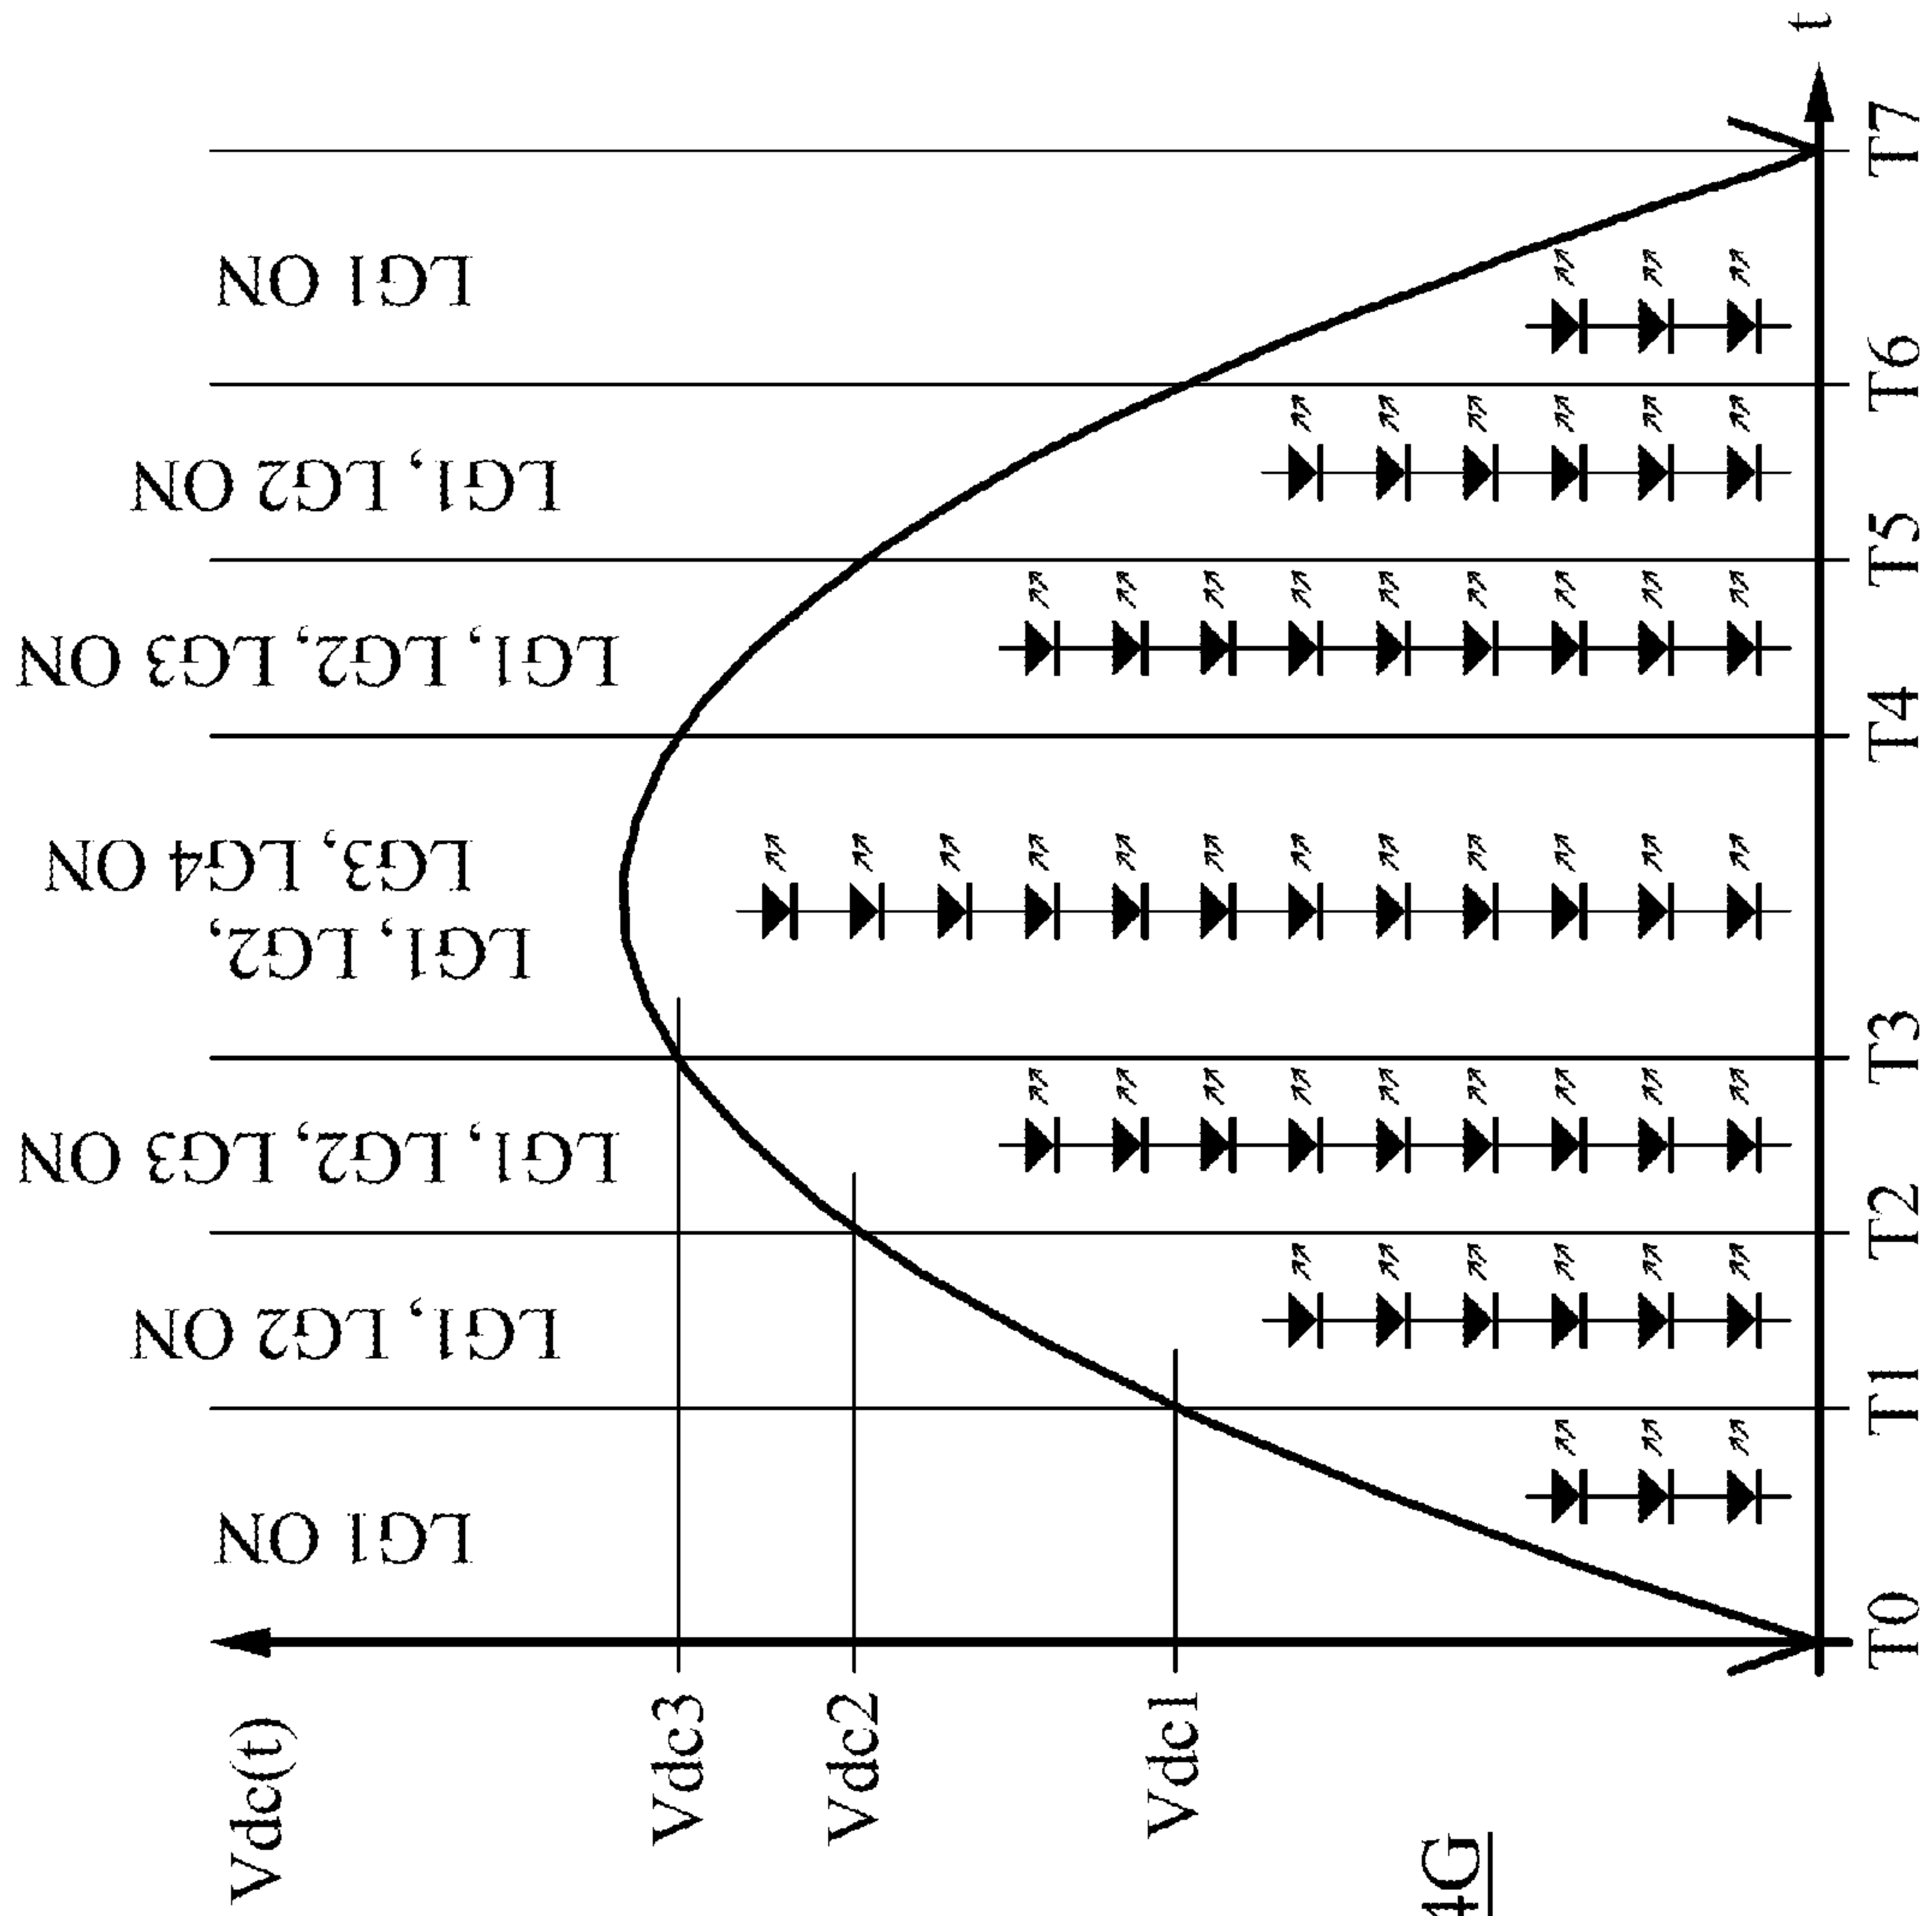 Vdc(t)
LG1 ON
LG1, LG2 ON
LG1, LG2, LG3 ON
LG1, LG2,
LG3, LG4 ON
LG1, LG2, LG3 ON
LG1, LG2 ON
LG1 ON
Vdc3
Vdc2
Vdc1
T0 T1 T2 T3 T4 T5 T6 T7
t
4G